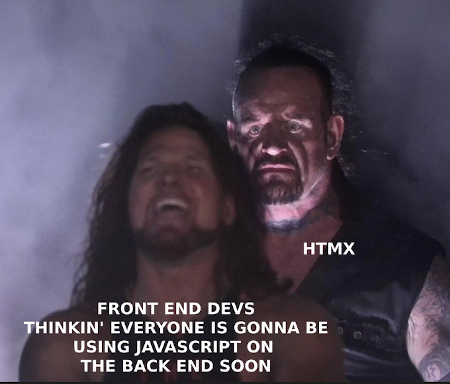 HTMX
FRONT END DEVS
THINKIN' EVERYONE IS GONNA BE
USING JAVASCRIPT ON
THE BACK END SOON